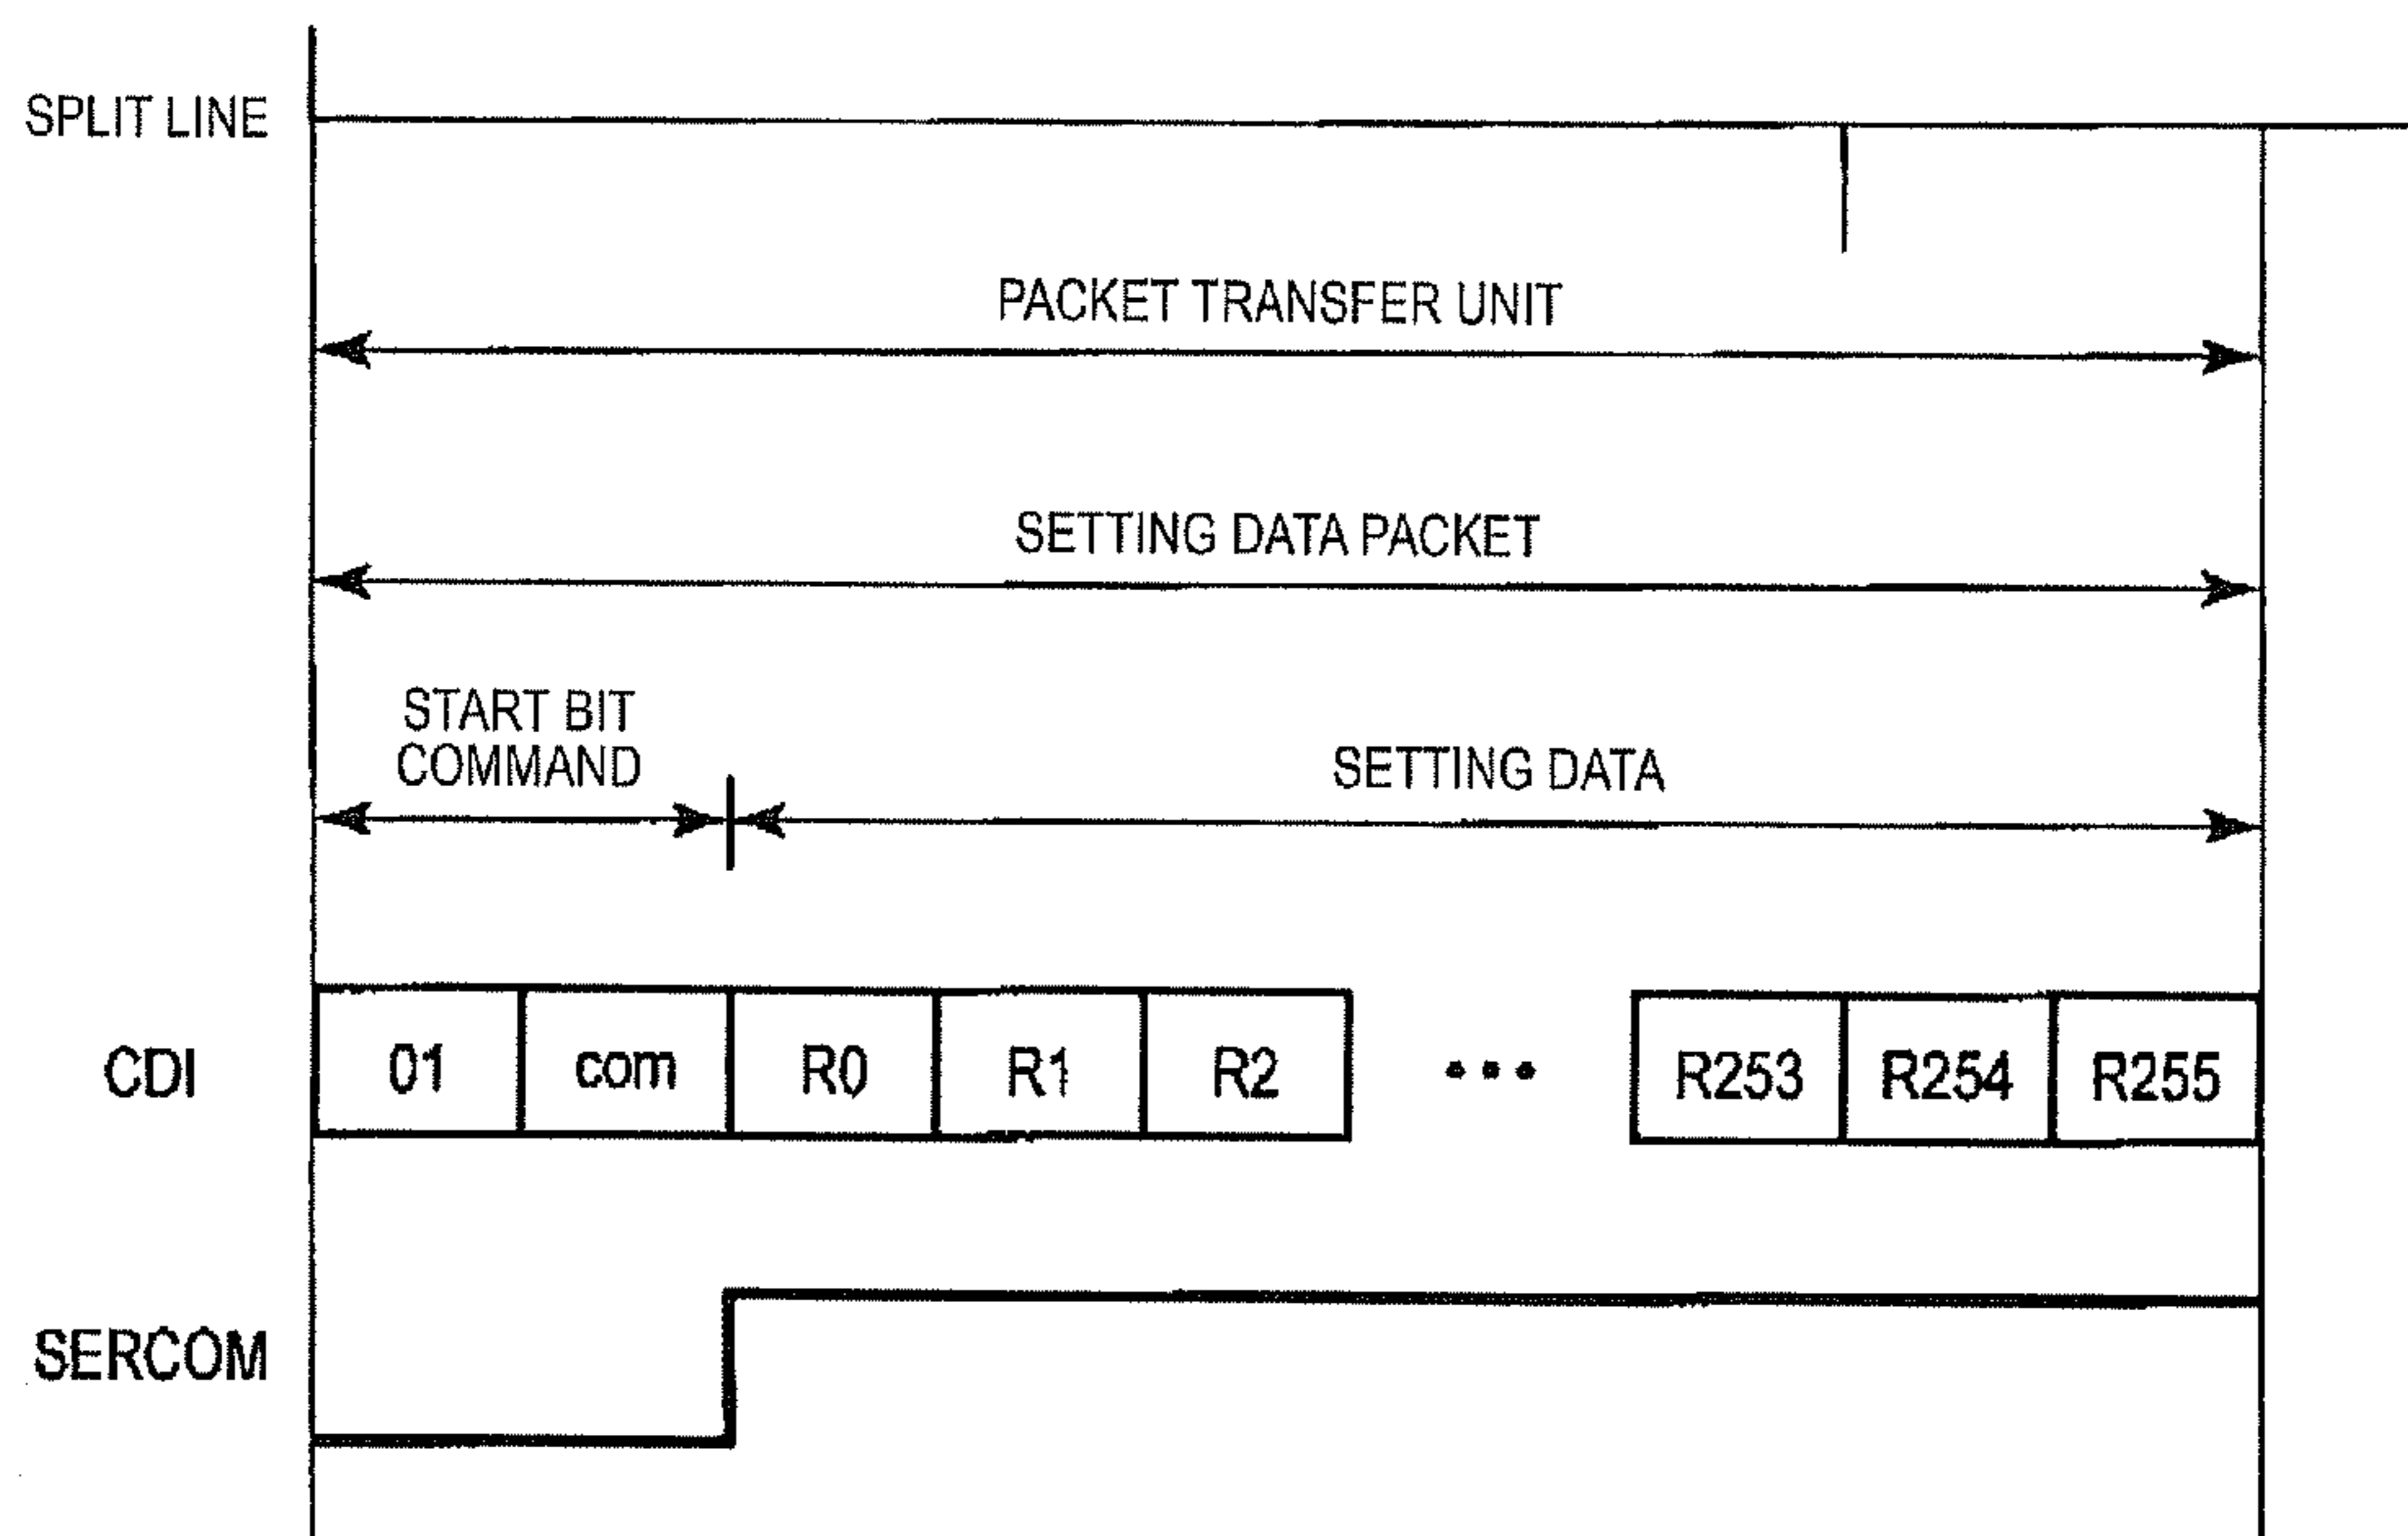 SPLIT LINE
PACKET TRANSFER UNIT
SETTING DATA PACKET
START BIT
COMMAND
SETTING DATA
CDI 01 com R0 R1 R2 ••• R253 R254 R255
SERCOM